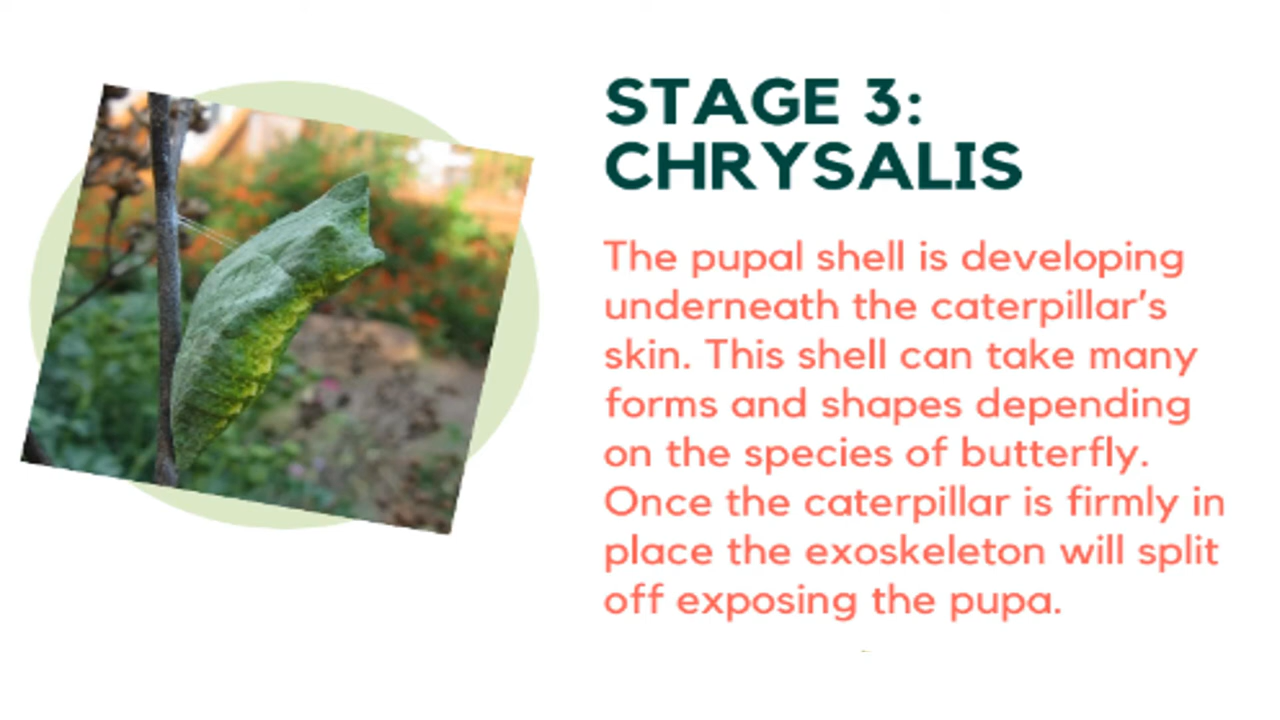 STAGE 3:
CHRYSALIS
The pupal shell is developing
underneath the caterpillar's
skin. This shell can take many
forms and shapes depending
on the species of butterfly.
Once the caterpillar is firmly in
place the exoskeleton will split
off exposing the pupa.